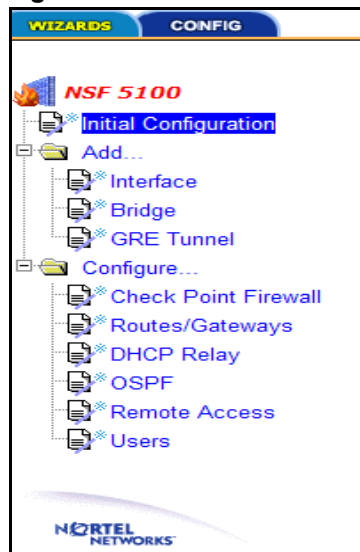 WIZARDS CONFIG
NSF 5100
Initial Configuration
Add...
Interface
Bridge
GRE Tunnel
Configure...
Check Point Firewall
Routes/Gateways
DHCP Relay
OSPF
Remote Access
Users
NORTEL
NETWORKS